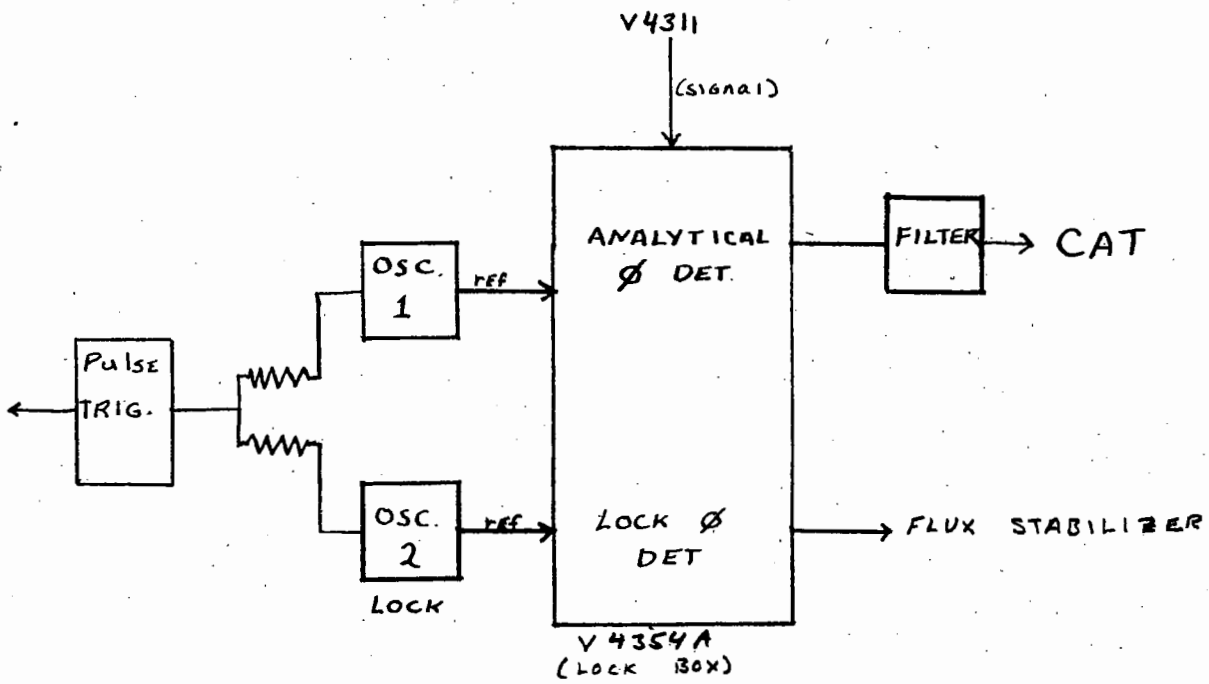 V4311
(signal)
ANALYTICAL
Ø DET.
FILTER
CAT
OSC.
1
ref
Pulse
TRIG.
OSC.
2
ref
LOCK
LOCK Ø
DET
FLUX STABILIZER
V 4354A
(LOCK BOX)